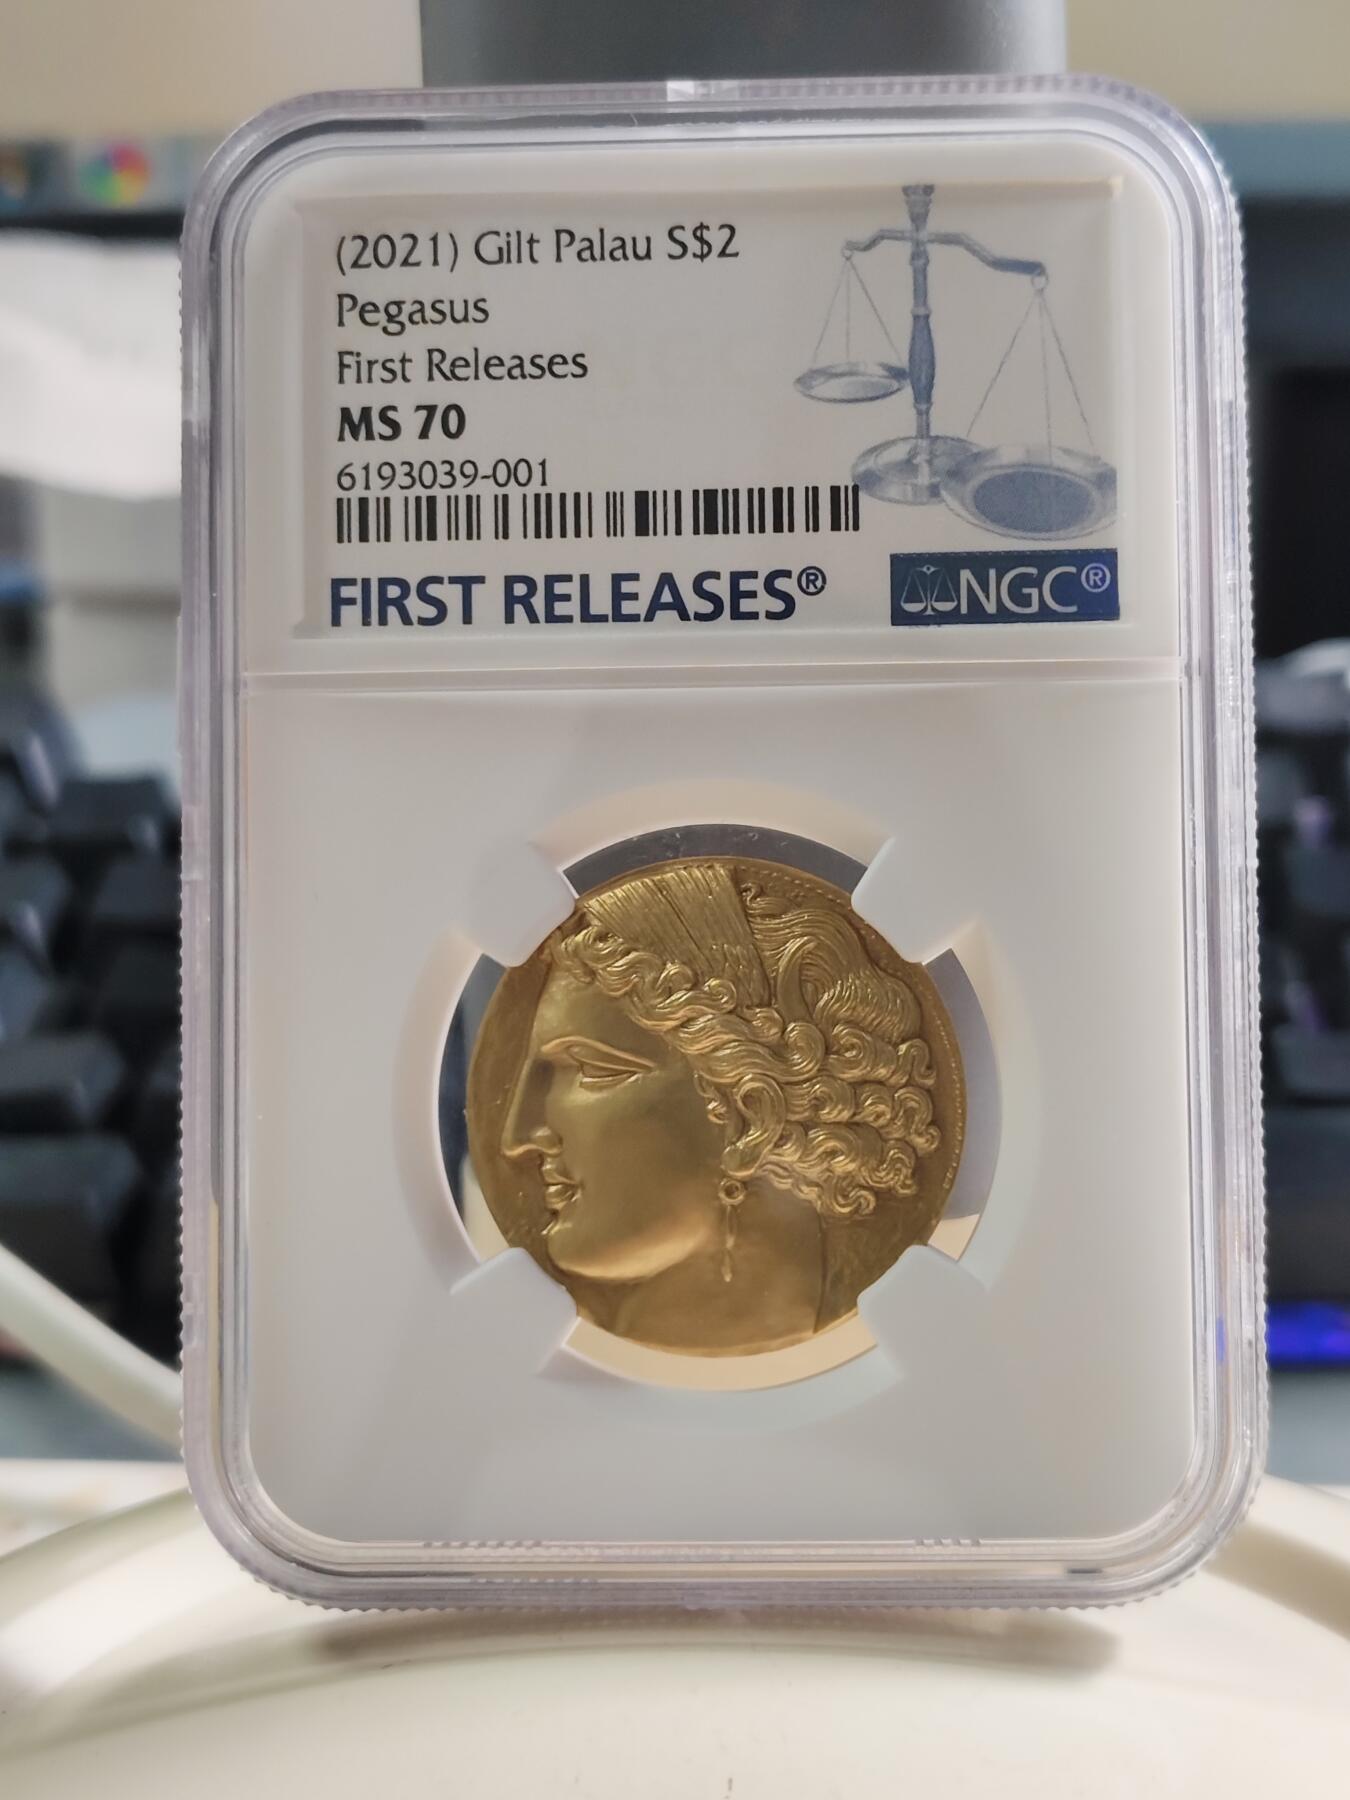 (2021) Gilt Palau S$2
Pegasus
First Releases
MS 70
6193039-001
FIRST RELEASES®
NGC®